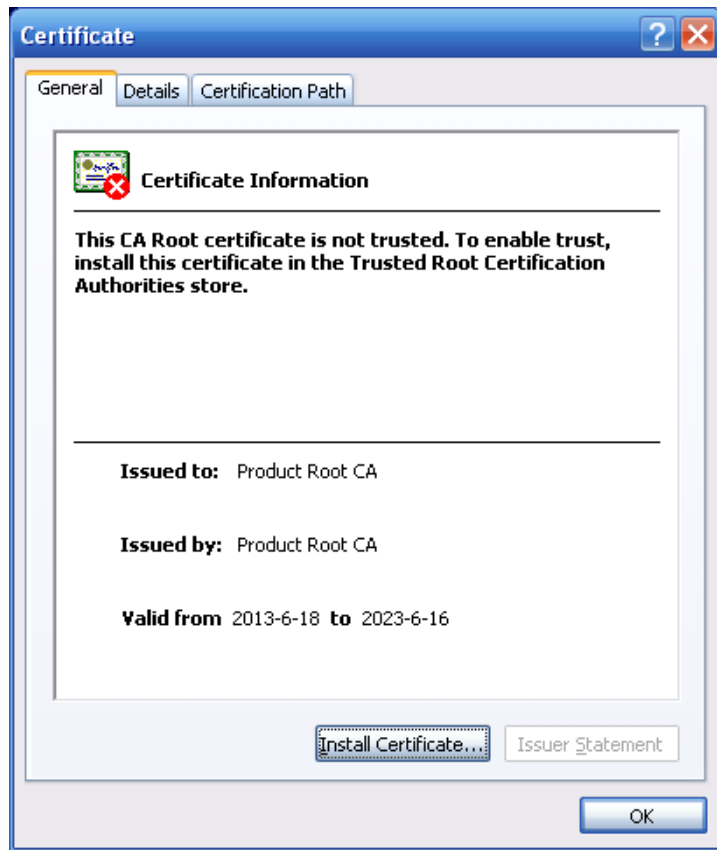 Certificate
General Details Certification Path
Certificate Information
This CA Root certificate is not trusted. To enable trust,
install this certificate in the Trusted Root Certification
Authorities store.
Issued to: Product Root CA
Issued by: Product Root CA
Valid from 2013-6-18 to 2023-6-16
Install Certificate... Issuer Statement
OK